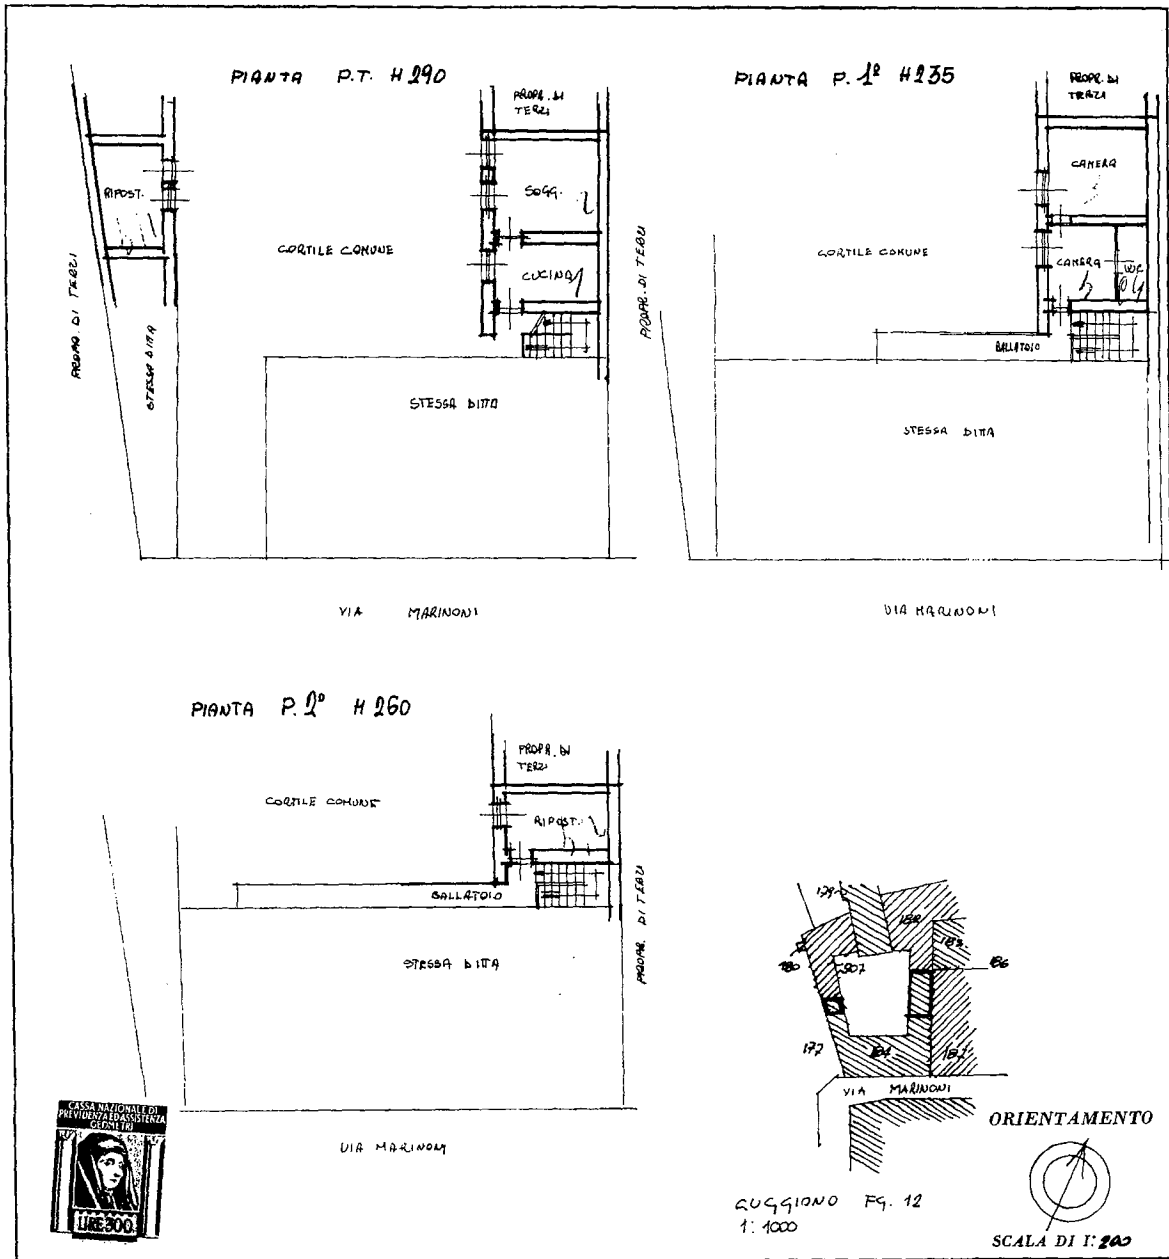 PIANTA P.T. H 290
PROPR. DI
TERZI
RIPOST.
SOGG.
CORTILE COMUNE
CUCINA
PROPR. DI TERZI
STESSA DITTA
STESSA DITTA
PROPR. DI TERZI
VIA MARINONI
PIANTA P. 1º H 235
PROPR. DI
TERZI
CAMERA
CORTILE COMUNE
CAMERA
WC
BALLATOIO
STESSA DITTA
VIA MARINONI
PIANTA P. 2º H 260
PROPR. DI
TERZI
CORTILE COMUNE
RIPOST.
BALLATOIO
STESSA DITTA
PROPR. DI TERZI
VIA MARINONI
CASSA NAZIONALE DI
PREVIDENZA ED ASSISTENZA
GEOMETRI
LIRE 300
179
182
183
180
307
186
177
184
187
VIA MARINONI
CUGGIONO FG. 12
1:1000
ORIENTAMENTO
SCALA DI 1:200